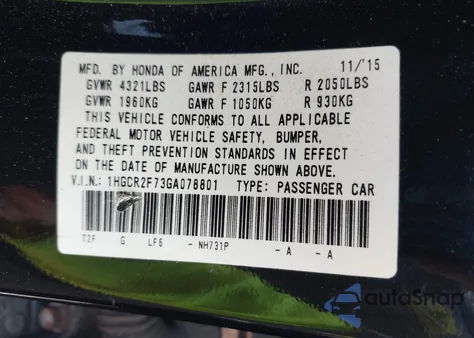 MFD. BY HONDA OF AMERICA MFG., INC. 11/'15
GVWR 4321LBS GAWR F 2315LBS R 2050LBS
GVWR 1960KG GAWR F 1050KG R 930KG
THIS VEHICLE CONFORMS TO ALL APPLICABLE
FEDERAL MOTOR VEHICLE SAFETY, BUMPER,
AND THEFT PREVENTION STANDARDS IN EFFECT
ON THE DATE OF MANUFACTURE SHOWN ABOVE.
V.I.N.: 1HGCR2F73GA078801 TYPE: PASSENGER CAR
T2F G LF6 - NH731P - A - A
autoSnap